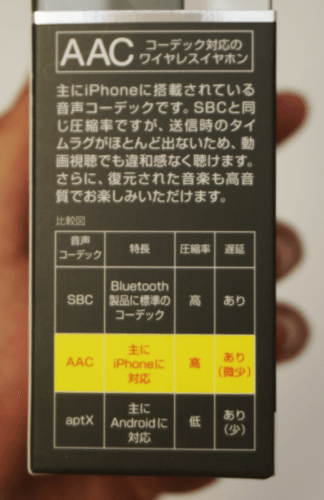 AAC コーデック対応の
ワイヤレスイヤホン
主にiPhoneに搭載されている
音声コーデックです。SBCと同
じ圧縮率ですが、送信時のタイ
ムラグがほとんど出ないため、動
画視聴でも違和感なく聴けます。
さらに、復元された音楽も高音
質でお楽しみいただけます。
比較図
音声
コーデック 特長 圧縮率 遅延
SBC Bluetooth
製品に標準の
コーデック 高 あり
AAC 主に
iPhoneに
対応 高 あり
(微少)
aptX 主に
Androidに
対応 低 あり
(少)